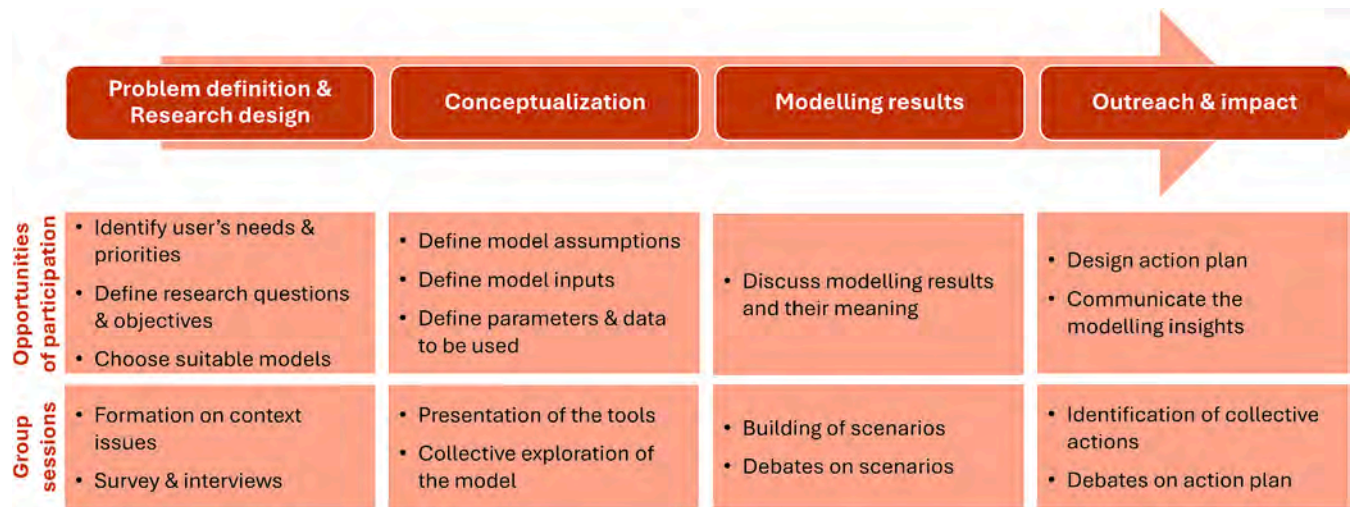 Problem definition &
Research design
Conceptualization
Modelling results
Outreach & impact
Opportunities
of participation
• Identify user's needs &
priorities
• Define research questions
& objectives
• Choose suitable models
• Define model assumptions
• Define model inputs
• Define parameters & data
to be used
• Discuss modelling results
and their meaning
• Design action plan
• Communicate the
modelling insights
Group
sessions
• Formation on context
issues
• Survey & interviews
• Presentation of the tools
• Collective exploration of
the model
• Building of scenarios
• Debates on scenarios
• Identification of collective
actions
• Debates on action plan